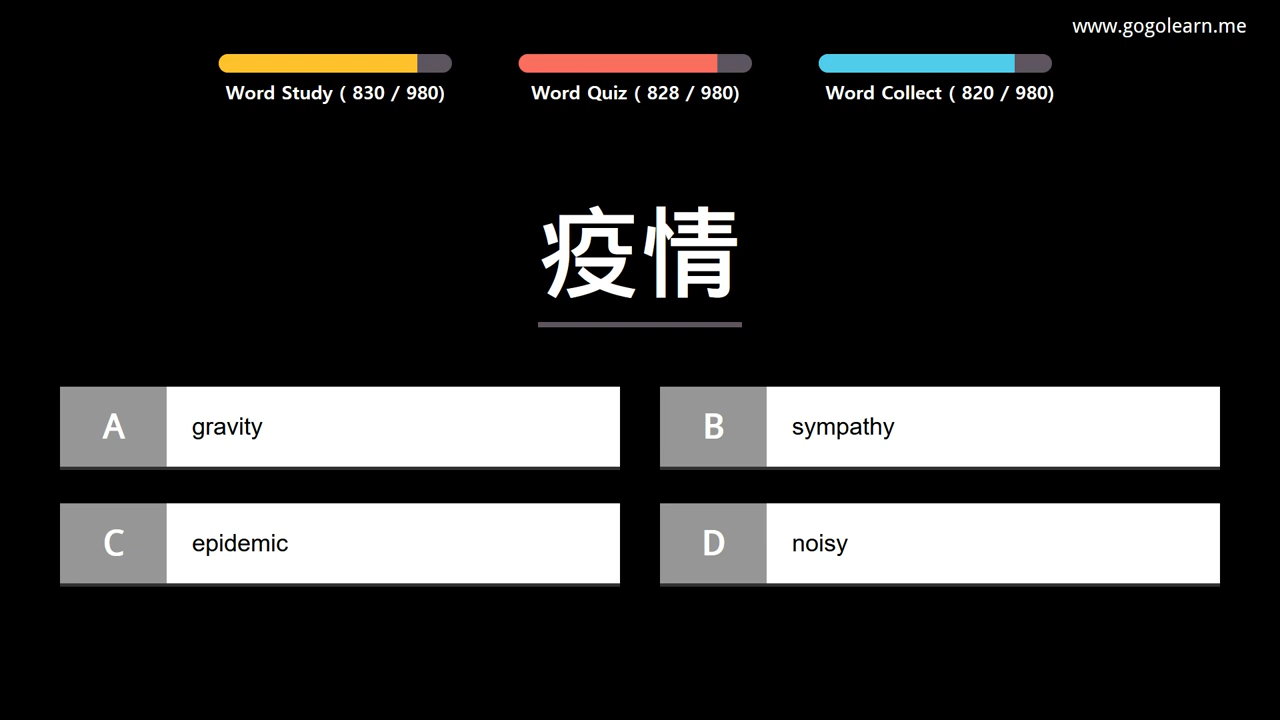 www.gogolearn.me
Word Study ( 830 / 980)
Word Quiz ( 828 / 980)
Word Collect ( 820 / 980)
疫情
A gravity
B sympathy
C epidemic
D noisy